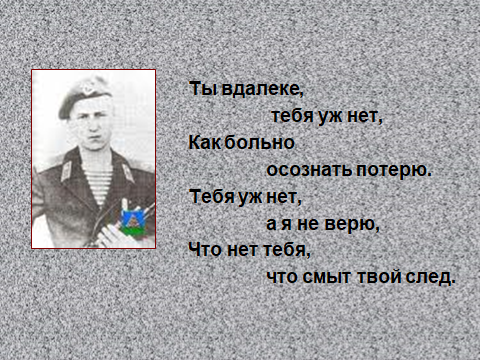 Ты вдалеке,
тебя уж нет,
Как больно
осознать потерю.
Тебя уж нет,
а я не верю,
Что нет тебя,
что смыт твой след.